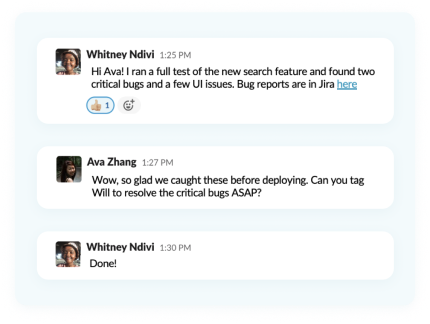 Whitney Ndivi 1:25 PM
Hi Ava! I ran a full test of the new search feature and found two
critical bugs and a few UI issues. Bug reports are in Jira here
1
Ava Zhang 1:27 PM
Wow, so glad we caught these before deploying. Can you tag
Will to resolve the critical bugs ASAP?
Whitney Ndivi 1:30 PM
Done!